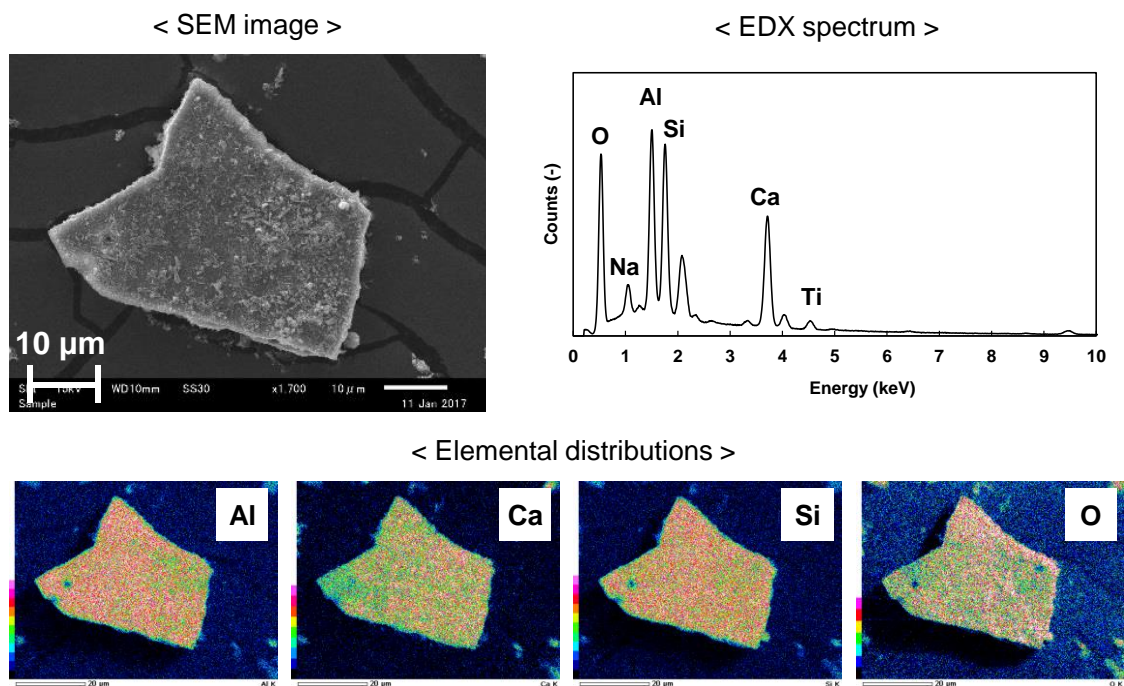 < SEM image >
< EDX spectrum >
10 µm
15KV WD10mm SS30 x1,700 10μm
Sample 11 Jan 2017
Counts (-)
O
Na
Al
Si
Ca
Ti
0 1 2 3 4 5 6 7 8 9 10
Energy (keV)
< Elemental distributions >
Al
Ca
Si
O
20 µm Al K
20 µm Ca K
20 µm Si K
20 µm O K